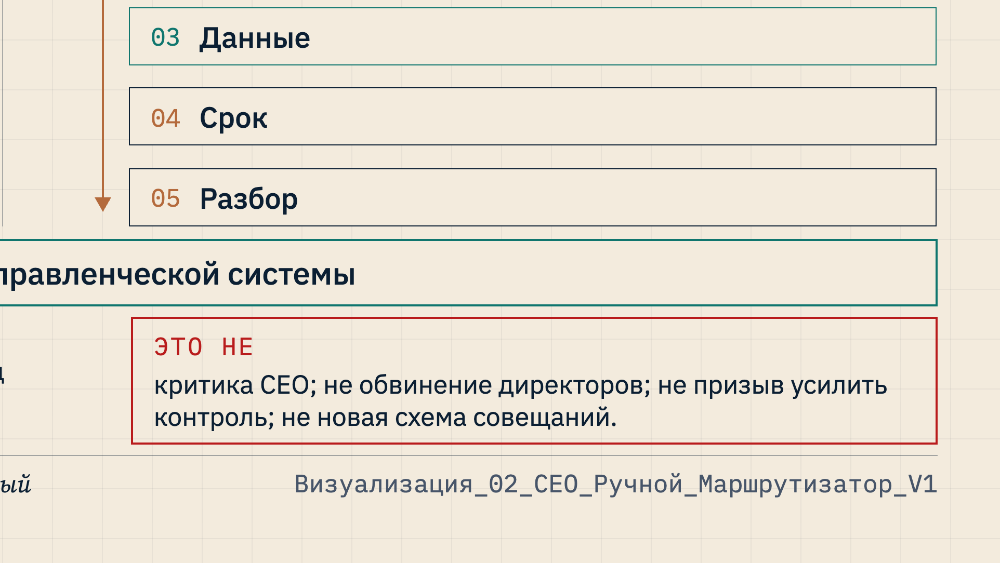 03 Данные
04 Срок
05 Разбор
правленческой системы
ЭТО НЕ
критика CEO; не обвинение директоров; не призыв усилить
контроль; не новая схема совещаний.
ый
Визуализация_02_CEO_Ручной_Маршрутизатор_V1